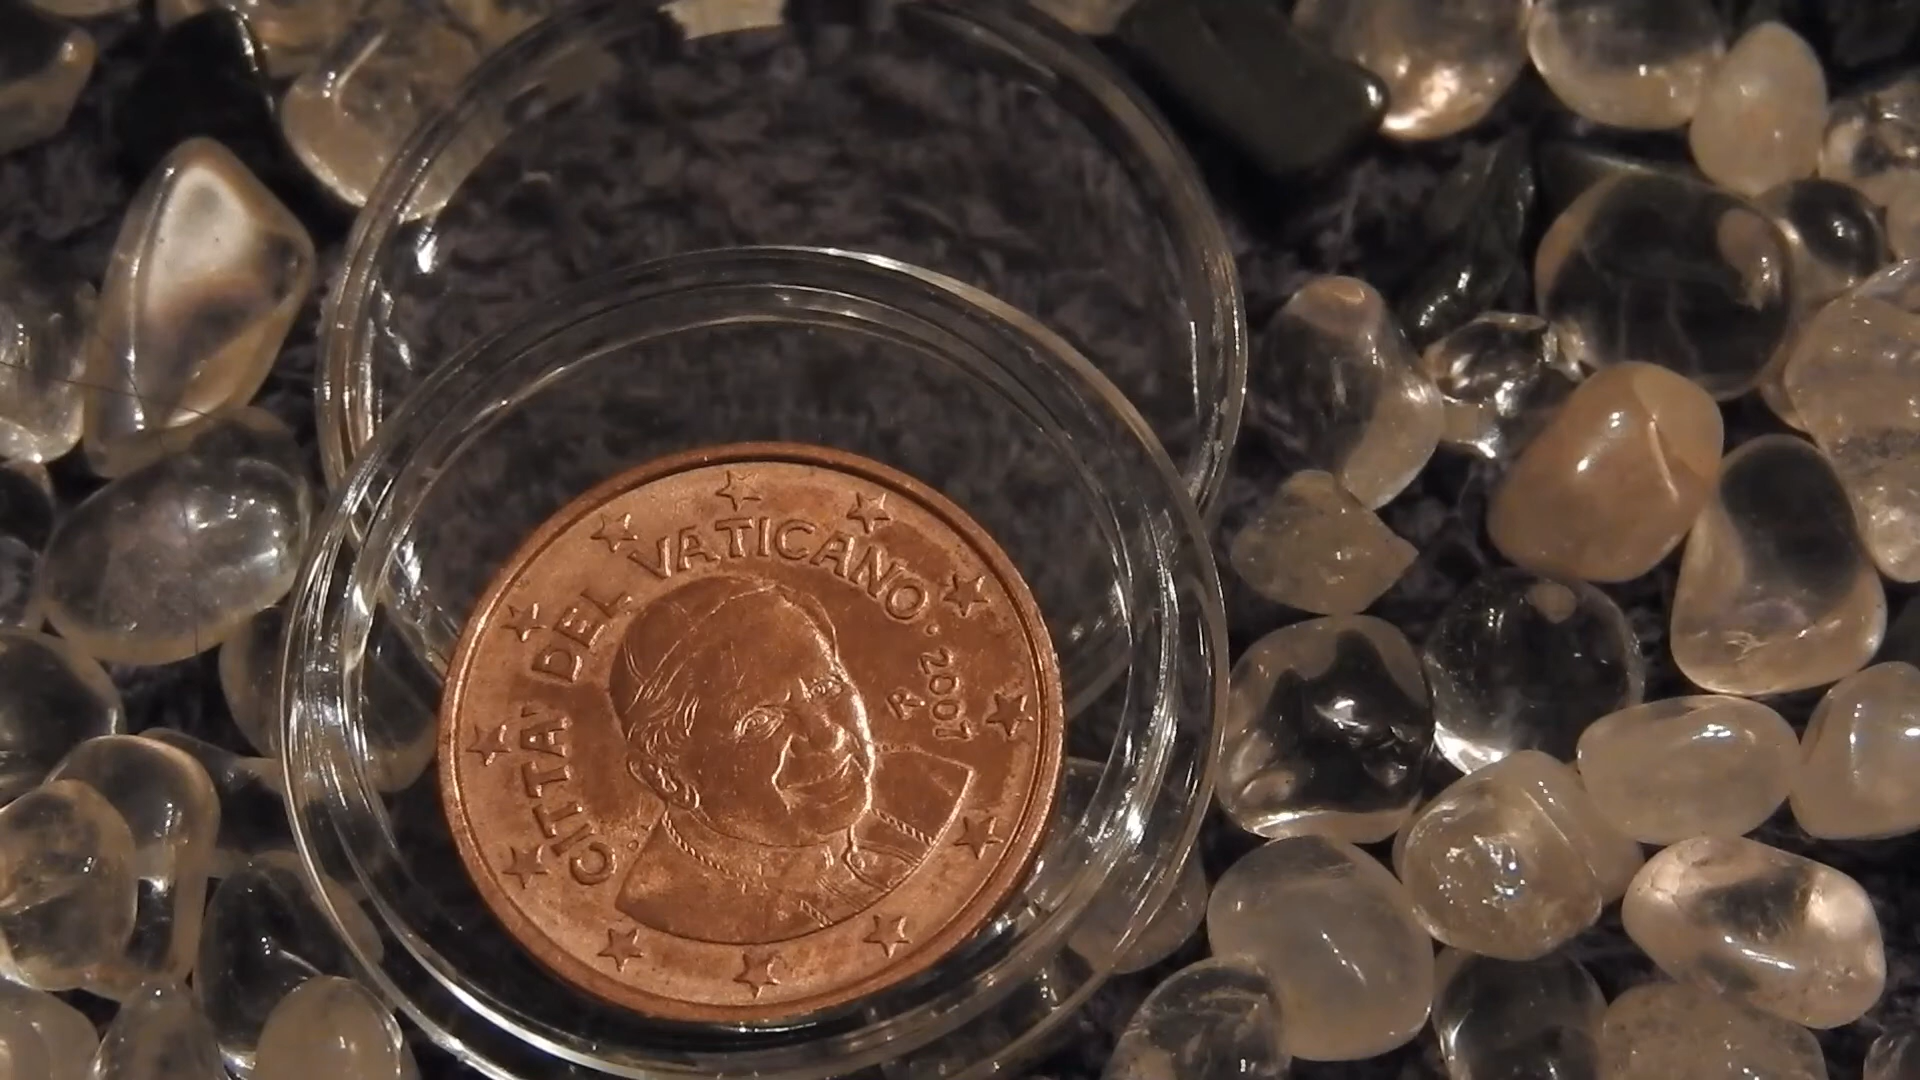 CITTA' DEL VATICANO • 2007
R